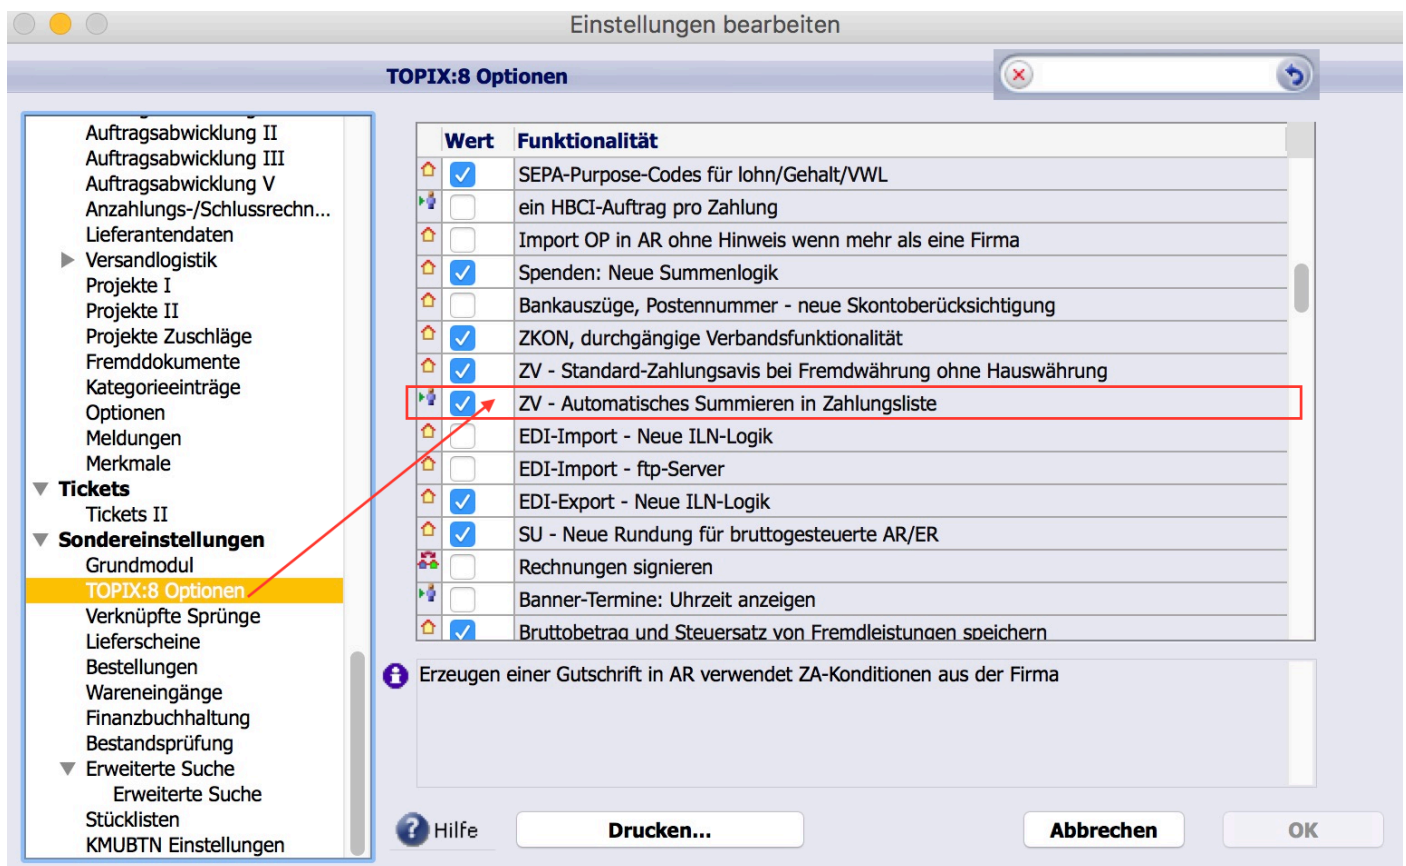 Einstellungen bearbeiten
TOPIX:8 Optionen
Auftragsabwicklung II
Auftragsabwicklung III
Auftragsabwicklung V
Anzahlungs-/Schlussrechn...
Lieferantendaten
Versandlogistik
Projekte I
Projekte II
Projekte Zuschläge
Fremddokumente
Kategorieeinträge
Optionen
Meldungen
Merkmale
Tickets
Tickets II
Sondereinstellungen
Grundmodul
TOPIX:8 Optionen
Verknüpfte Sprünge
Lieferscheine
Bestellungen
Wareneingänge
Finanzbuchhaltung
Bestandsprüfung
Erweiterte Suche
Erweiterte Suche
Stücklisten
KMUBTN Einstellungen
Wert Funktionalität
SEPA-Purpose-Codes für lohn/Gehalt/VWL
ein HBCI-Auftrag pro Zahlung
Import OP in AR ohne Hinweis wenn mehr als eine Firma
Spenden: Neue Summenlogik
Bankauszüge, Postennummer - neue Skontoberücksichtigung
ZKON, durchgängige Verbandsfunktionalität
ZV - Standard-Zahlungsavis bei Fremdwährung ohne Hauswährung
ZV - Automatisches Summieren in Zahlungsliste
EDI-Import - Neue ILN-Logik
EDI-Import - ftp-Server
EDI-Export - Neue ILN-Logik
SU - Neue Rundung für bruttogesteuerte AR/ER
Rechnungen signieren
Banner-Termine: Uhrzeit anzeigen
Bruttobetrag und Steuersatz von Fremdleistungen speichern
Erzeugen einer Gutschrift in AR verwendet ZA-Konditionen aus der Firma
Hilfe
Drucken...
Abbrechen
OK